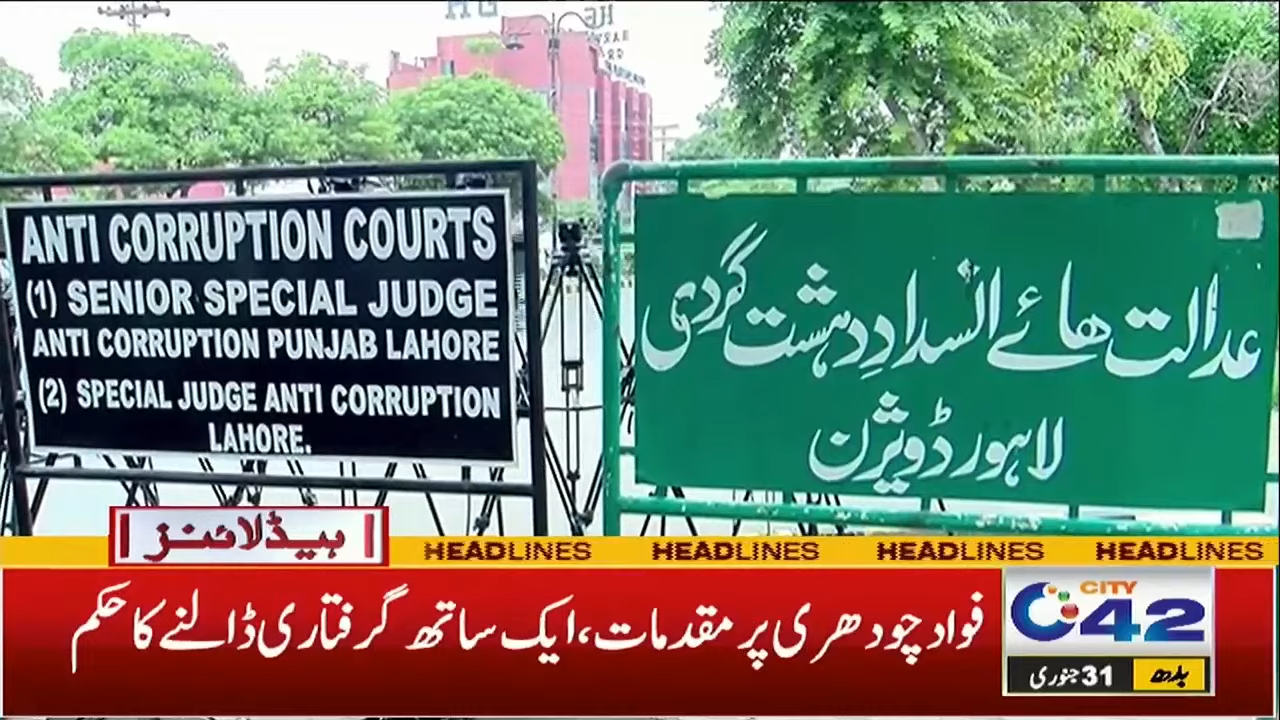 ANTI CORRUPTION COURTS
(1) SENIOR SPECIAL JUDGE
ANTI CORRUPTION PUNJAB LAHORE
(2) SPECIAL JUDGE ANTI CORRUPTION
LAHORE.
عدالت ھائے انسداد دہشت گردی
لاہور ڈویژن
ہیڈلائنز
HEADLINES HEADLINES HEADLINES HEADLINES
فواد چودھری پر مقدمات، ایک ساتھ گرفتاری ڈالنے کا حکم
CITY
42
بدھ 31 جنوری